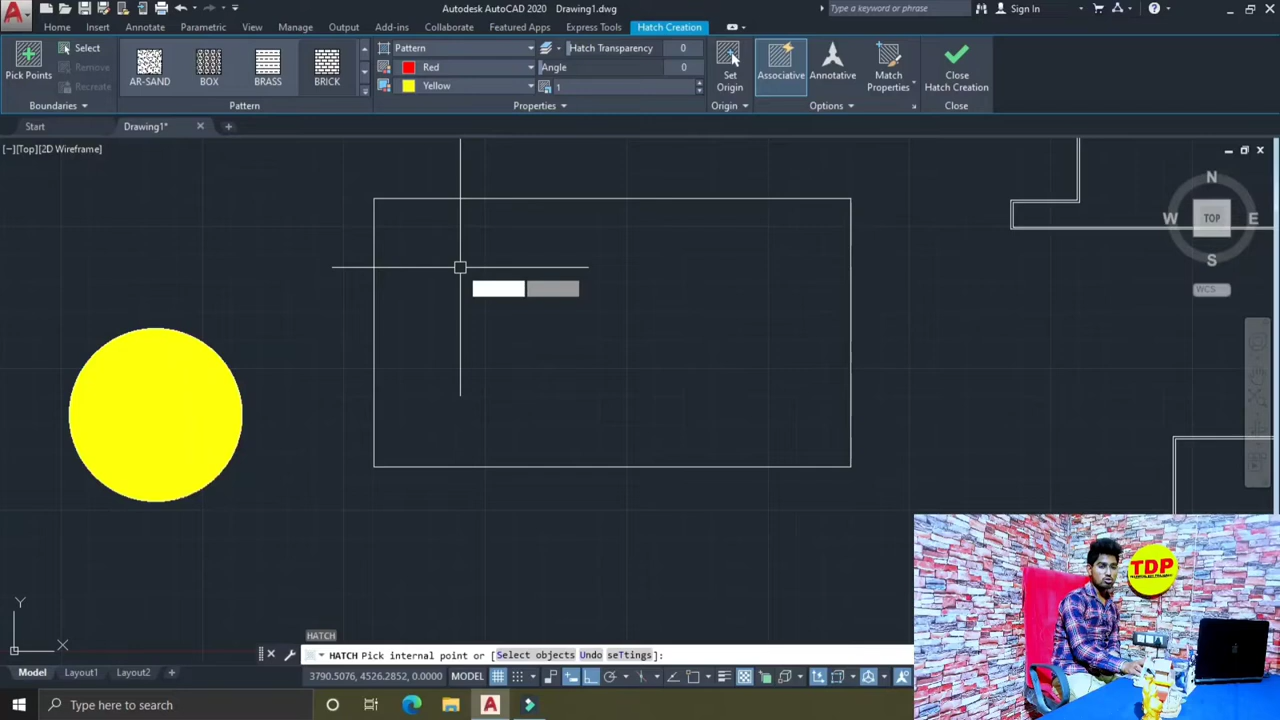 Autodesk AutoCAD 2020 Drawing1.dwg
Type a keyword or phrase
Sign In
Home Insert Annotate Parametric View Manage Output Add-ins Collaborate Featured Apps Express Tools Hatch Creation
Pick Points
Select
Remove
Recreate
Boundaries
AR-SAND
BOX
BRASS
BRICK
Pattern
Pattern
Red
Yellow
Hatch Transparency 0
Angle 0
1
Properties
Set Origin
Origin
Associative
Annotative
Match Properties
Options
Close Hatch Creation
Close
Start
Drawing1*
[−][Top][2D Wireframe]
N
W TOP E
S
WCS
TDP
Y
X
HATCH
HATCH Pick internal point or [Select objects Undo seTtings]:
Model Layout1 Layout2
3790.5076, 4526.2852, 0.0000 MODEL
Type here to search